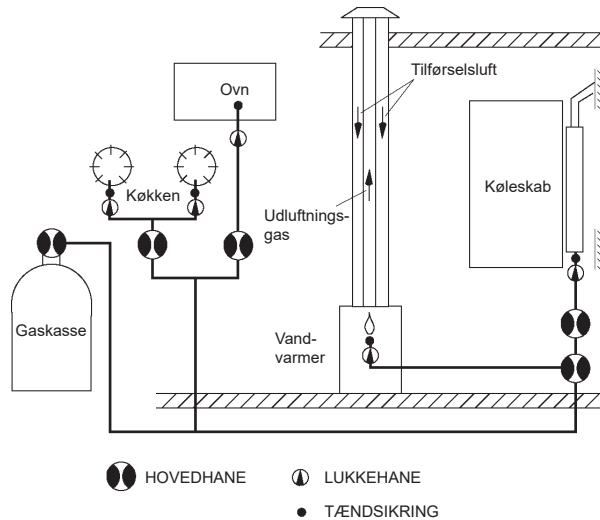 Tilførselsluft
Ovn
Køkken
Køleskab
Udluftnings-
gas
Gaskasse
Vand-
varmer
HOVEDHANE
LUKKEHANE
TÆNDSIKRING